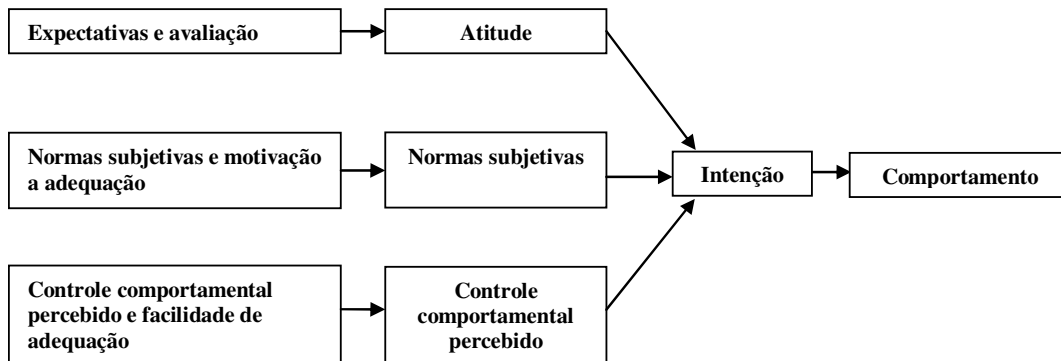 Expectativas e avaliação
Atitude
Normas subjetivas e motivação
a adequação
Normas subjetivas
Intenção
Comportamento
Controle comportamental
percebido e facilidade de
adequação
Controle
comportamental
percebido